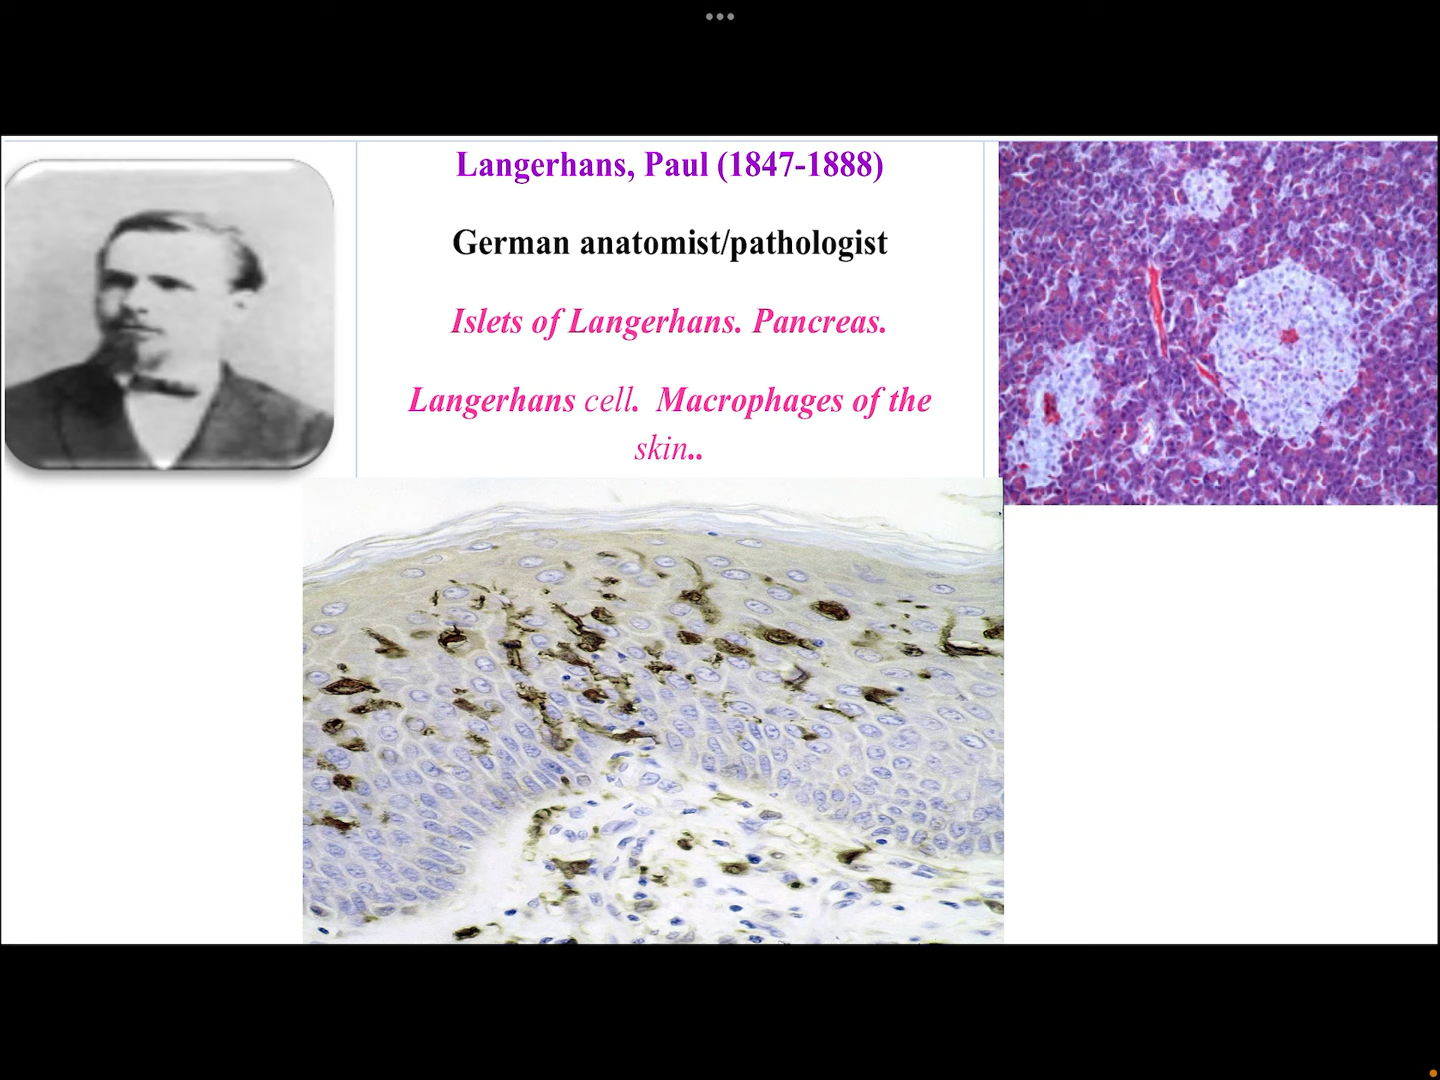 Langerhans, Paul (1847-1888)
German anatomist/pathologist
Islets of Langerhans. Pancreas.
Langerhans cell.  Macrophages of the
skin..